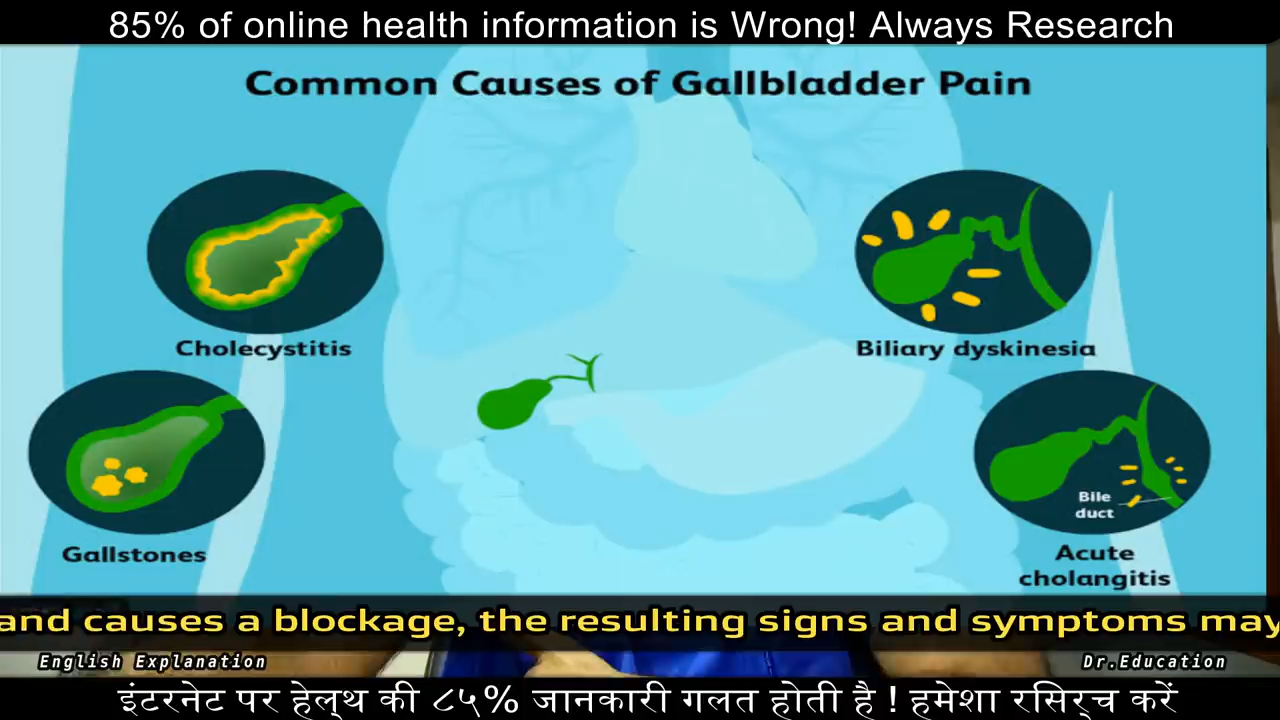 85% of online health information is Wrong! Always Research
Common Causes of Gallbladder Pain
Cholecystitis
Biliary dyskinesia
Gallstones
Bile
duct
Acute
cholangitis
and causes a blockage, the resulting signs and symptoms may
English Explanation
Dr.Education
इंटरनेट पर हेल्थ की ८५% जानकारी गलत होती है ! हमेशा रिसर्च करें